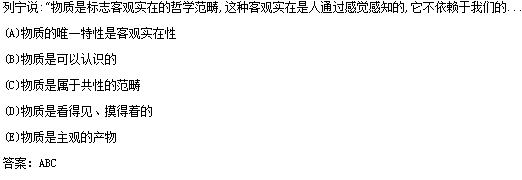 列宁说:“物质是标志客观实在的哲学范畴,这种客观实在是人通过感觉感知的,它不依赖于我们的...
(A)物质的唯一特性是客观实在性
(B)物质是可以认识的
(C)物质是属于共性的范畴
(D)物质是看得见、摸得着的
(E)物质是主观的产物
答案: ABC